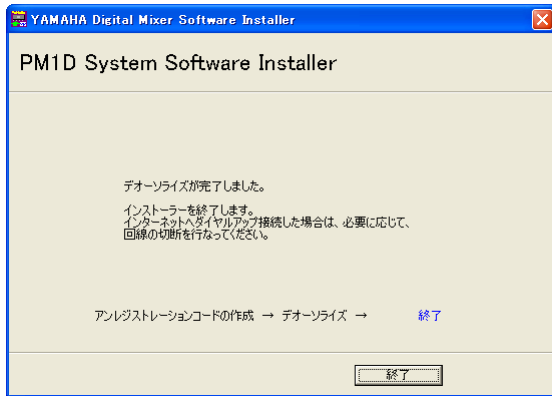 YAMAHA Digital Mixer Software Installer
PM1D System Software Installer
デオーソライズが完了しました。
インストーラーを終了します。
インターネットへダイヤルアップ接続した場合は、必要に応じて、
回線の切断を行なってください。
アンレジストレーションコードの作成 → デオーソライズ → 終了
終了